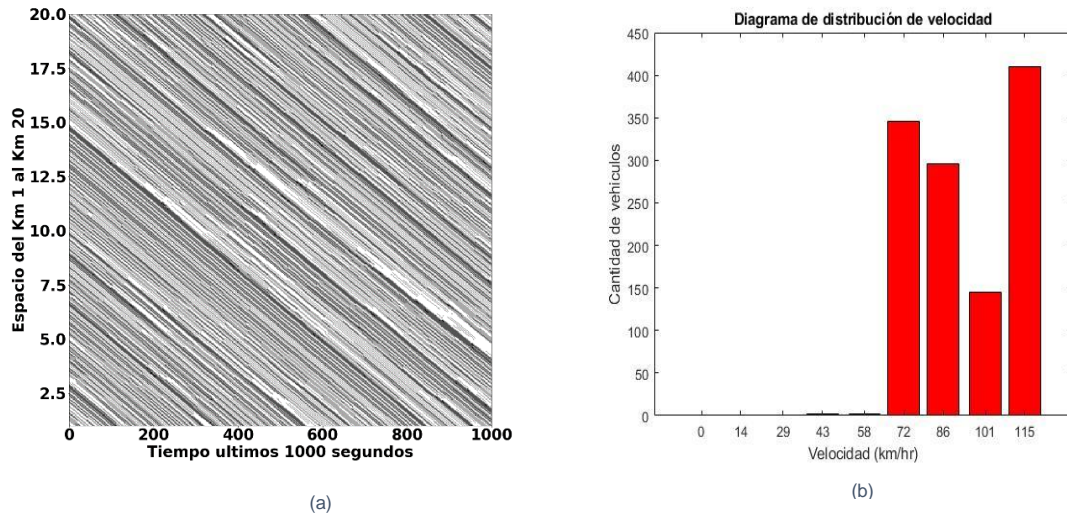 20.0
17.5
15.0
12.5
10.0
7.5
5.0
2.5
Espacio del Km 1 al Km 20
0 200 400 600 800 1000
Tiempo ultimos 1000 segundos
(a)
Diagrama de distribución de velocidad
450
400
350
300
250
200
150
100
50
0
Cantidad de vehículos
0 14 29 43 58 72 86 101 115
Velocidad (km/hr)
(b)